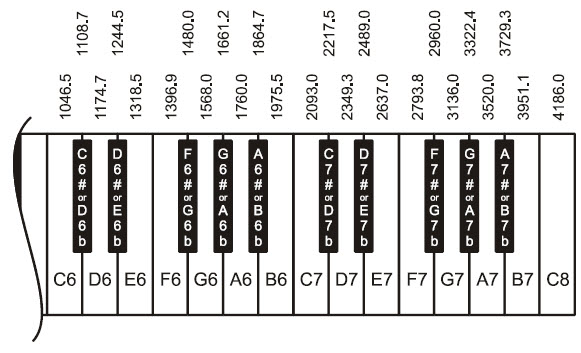 1108.7 1244.5 1480.0 1661.2 1864.7 2217.5 2489.0 2960.0 3322.4 3729.3
1046.5 1174.7 1318.5 1396.9 1568.0 1760.0 1975.5 2093.0 2349.3 2637.0 2793.8 3136.0 3520.0 3951.1 4186.0
C6# or D6b
D6# or E6b
F6# or G6b
G6# or A6b
A6# or B6b
C7# or D7b
D7# or E7b
F7# or G7b
G7# or A7b
A7# or B7b
C6 D6 E6 F6 G6 A6 B6 C7 D7 E7 F7 G7 A7 B7 C8